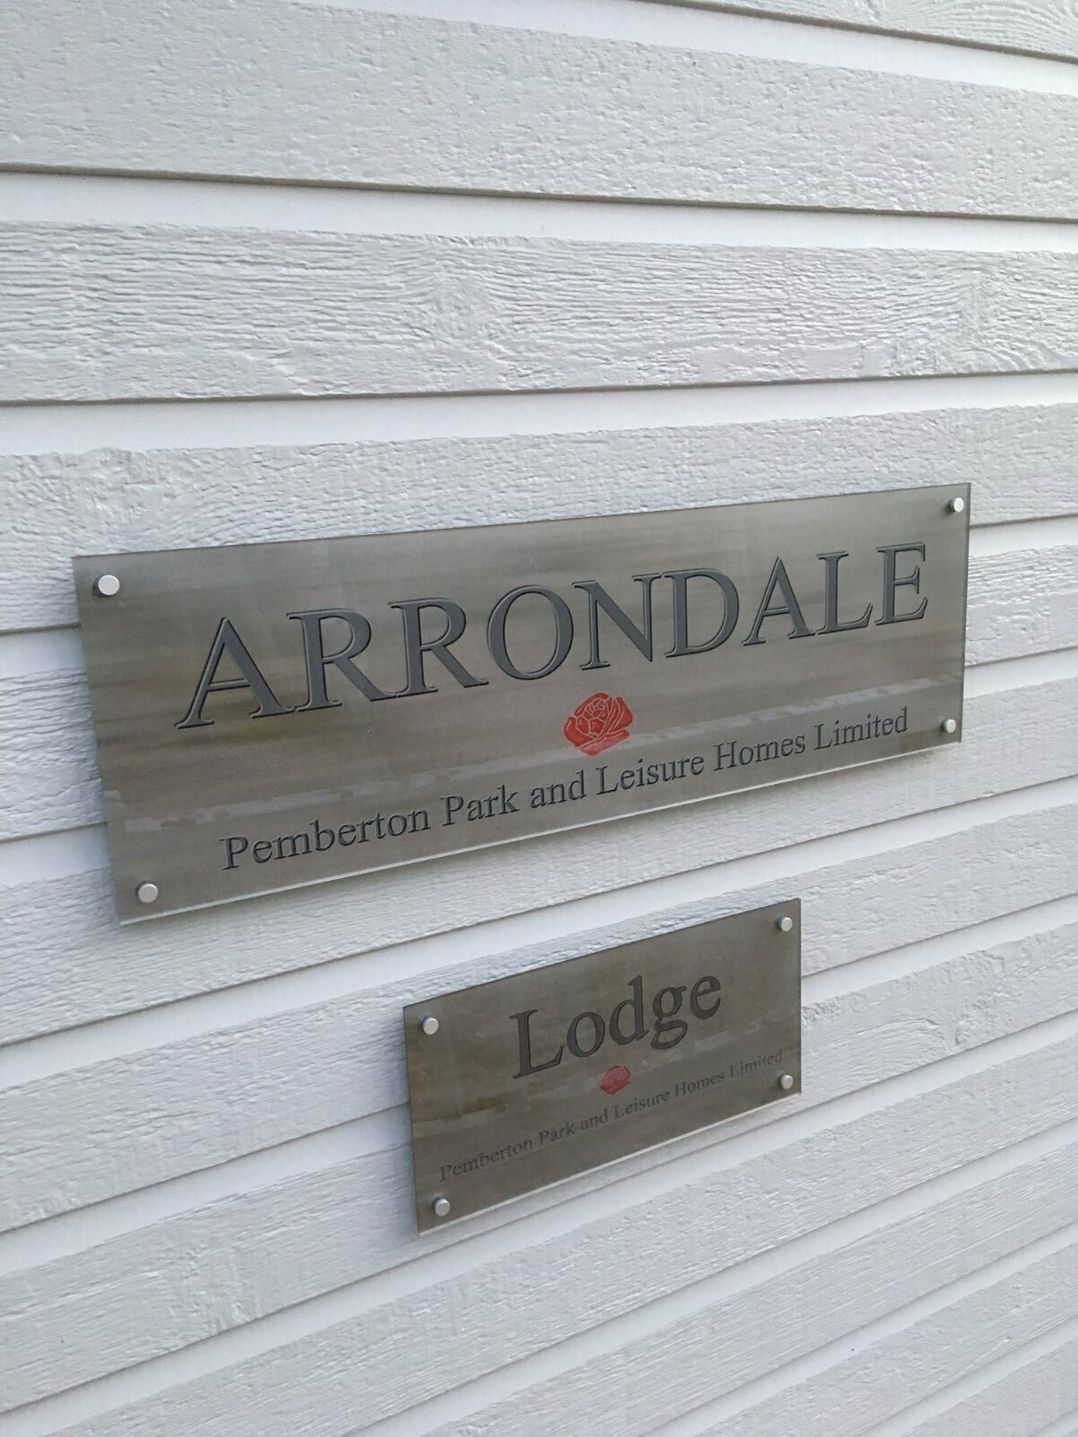 ARRONDALE
Pemberton Park and Leisure Homes Limited
Lodge
Pemberton Park and Leisure Homes Limited